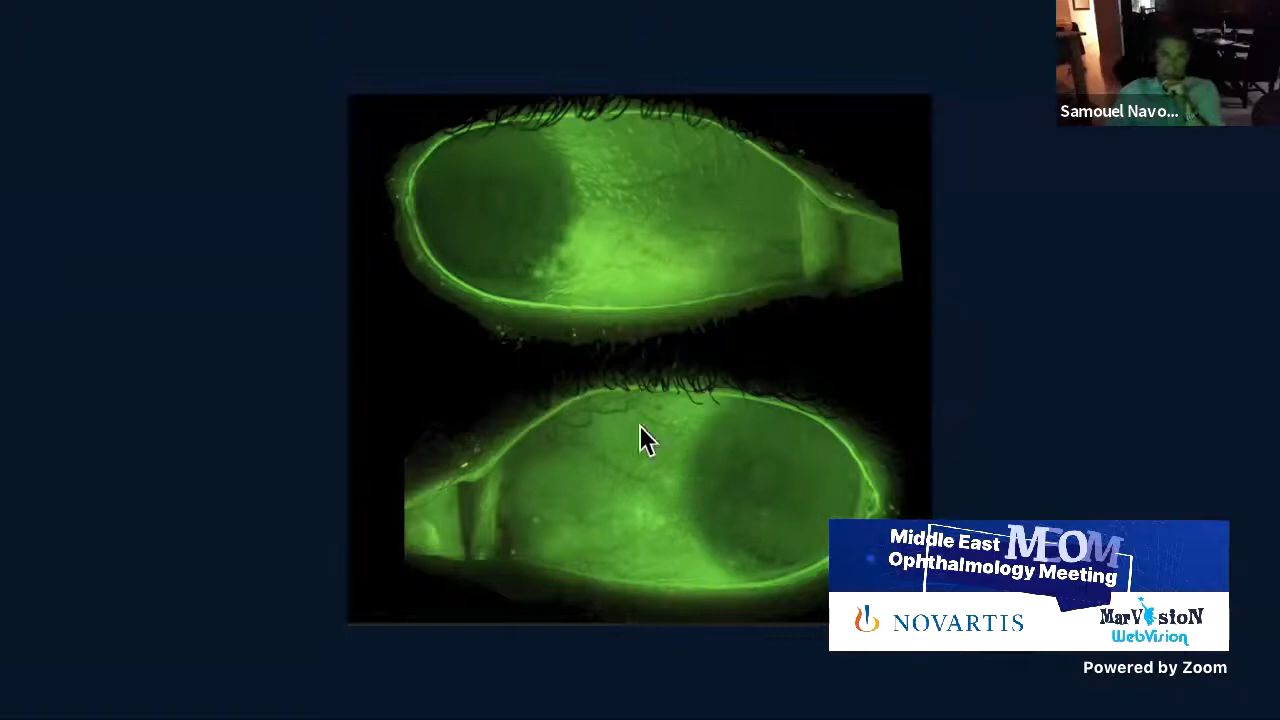 Samouel Navo...
Middle East
Ophthalmology Meeting
MEOM
NOVARTIS
MarVisioN
WebVision
Powered by Zoom